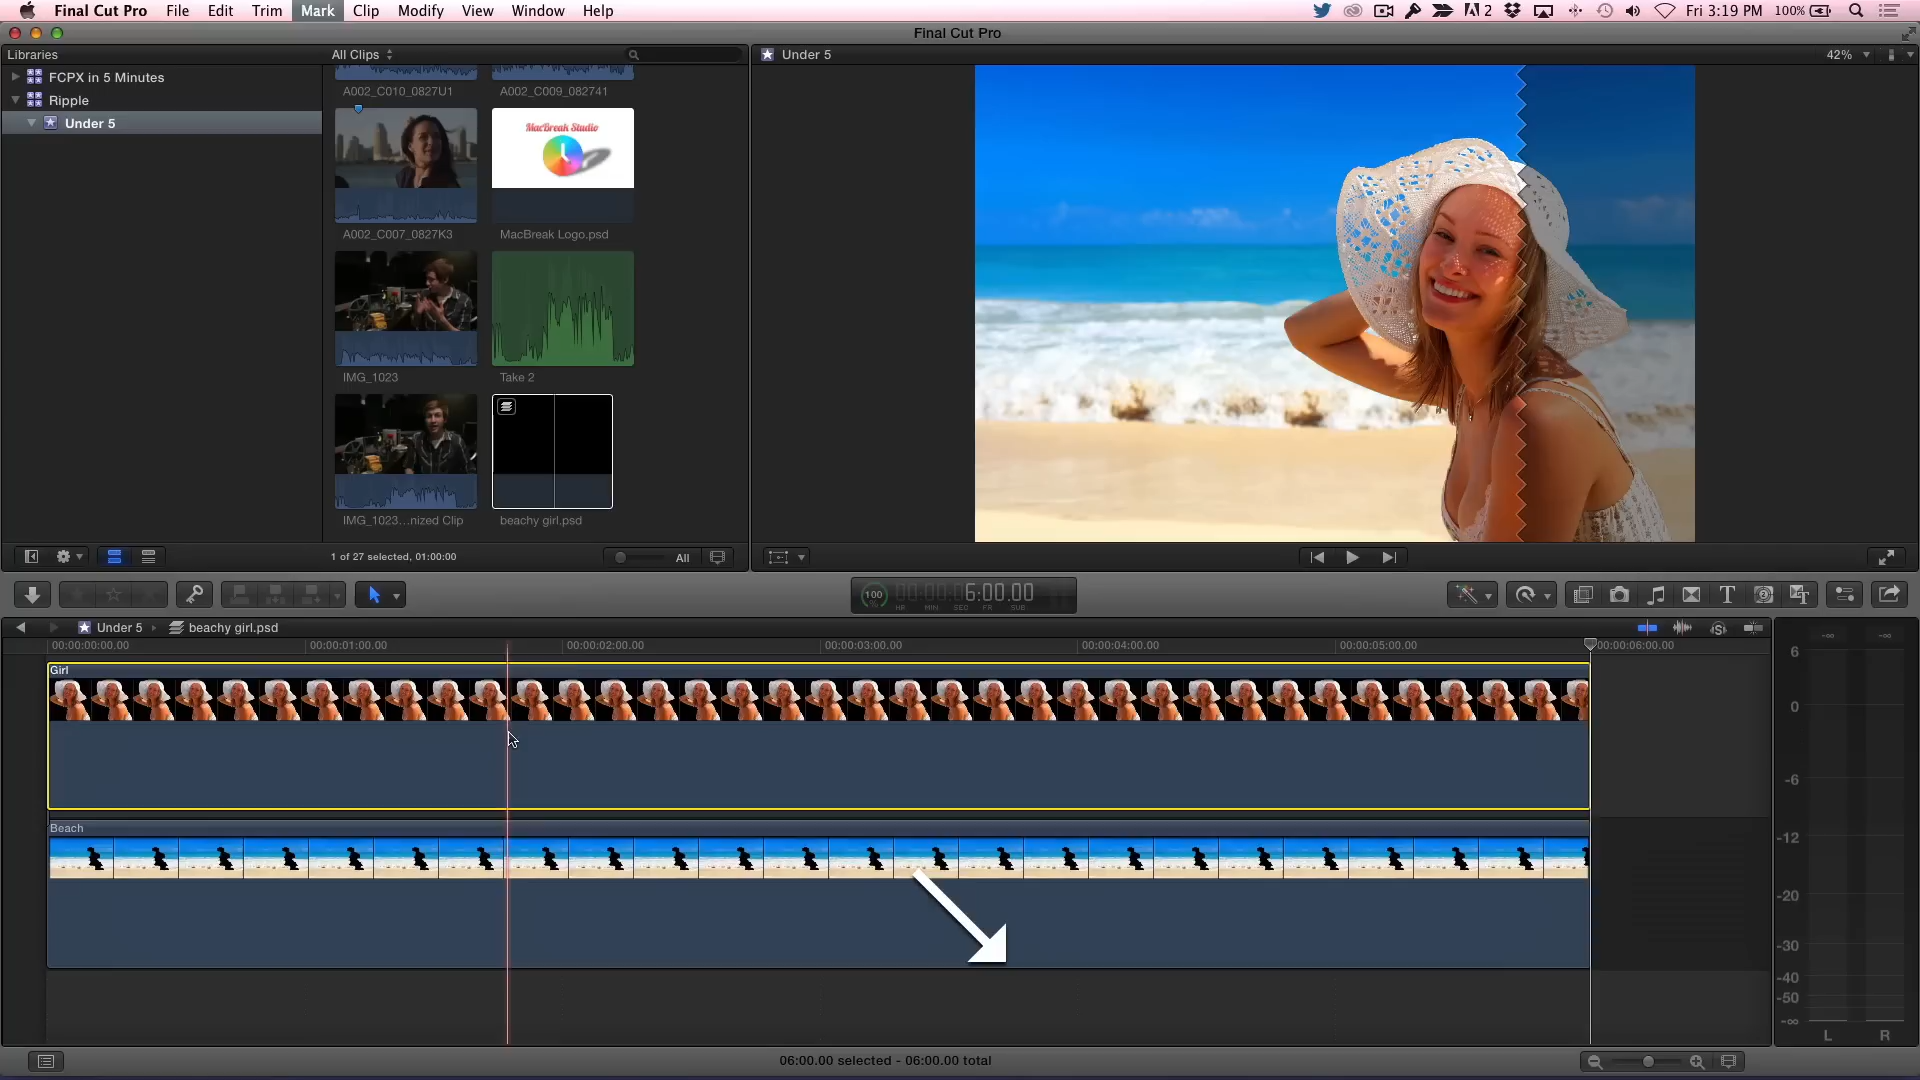 Final Cut Pro File Edit Trim Mark Clip Modify View Window Help 2 Fri 3:19 PM 100%
Final Cut Pro
Libraries
All Clips
Under 5
42%
FCPX in 5 Minutes
Ripple
Under 5
A002_C010_0827U1
A002_C009_082741
MacBreak Studio
A002_C007_0827K3
MacBreak Logo.psd
IMG_1023
Take 2
IMG_1023...nized Clip
beachy girl.psd
1 of 27 selected, 01:00:00
All
100
%
00:00:06:00.00
HR MIN SEC FR SUB
Under 5
beachy girl.psd
00:00:00:00.00
00:00:01:00.00
00:00:02:00.00
00:00:03:00.00
00:00:04:00.00
00:00:05:00.00
00:00:06:00.00
Girl
Beach
-∞ -∞
6
0
-6
-12
-20
-30
-40
-50
-∞
L R
06:00.00 selected - 06:00.00 total